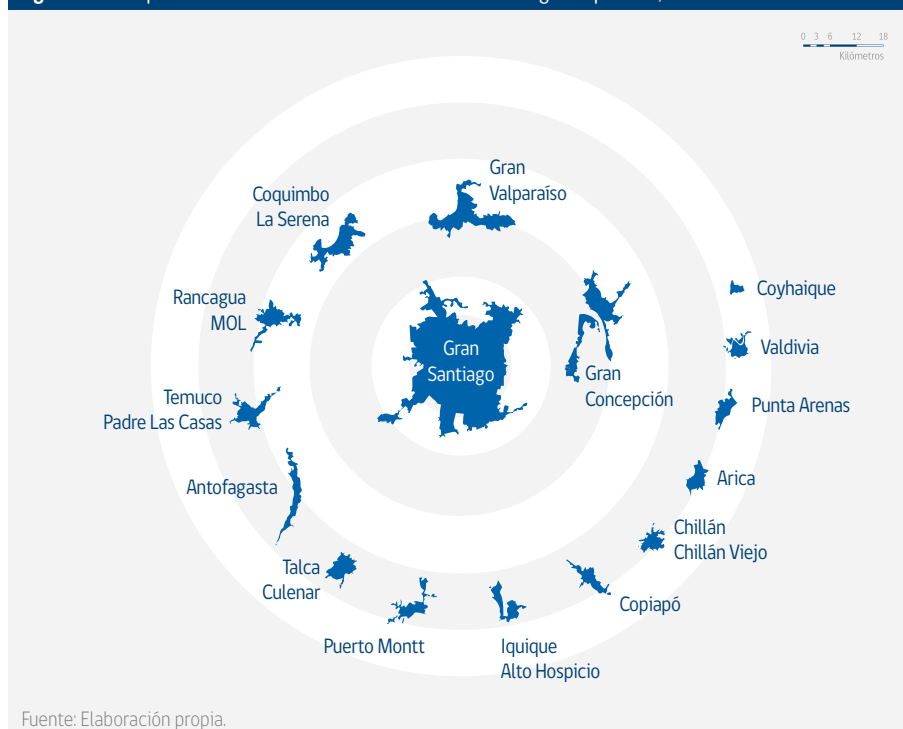 0 3 6 12 18
Kilómetros
Gran
Valparaíso
Coquimbo
La Serena
Rancagua
MOL
Coyhaique
Gran
Santiago
Valdivia
Gran
Concepción
Temuco
Padre Las Casas
Punta Arenas
Antofagasta
Arica
Chillán
Chillán Viejo
Talca
Culenar
Copiapó
Puerto Montt
Iquique
Alto Hospicio
Fuente: Elaboración propia.